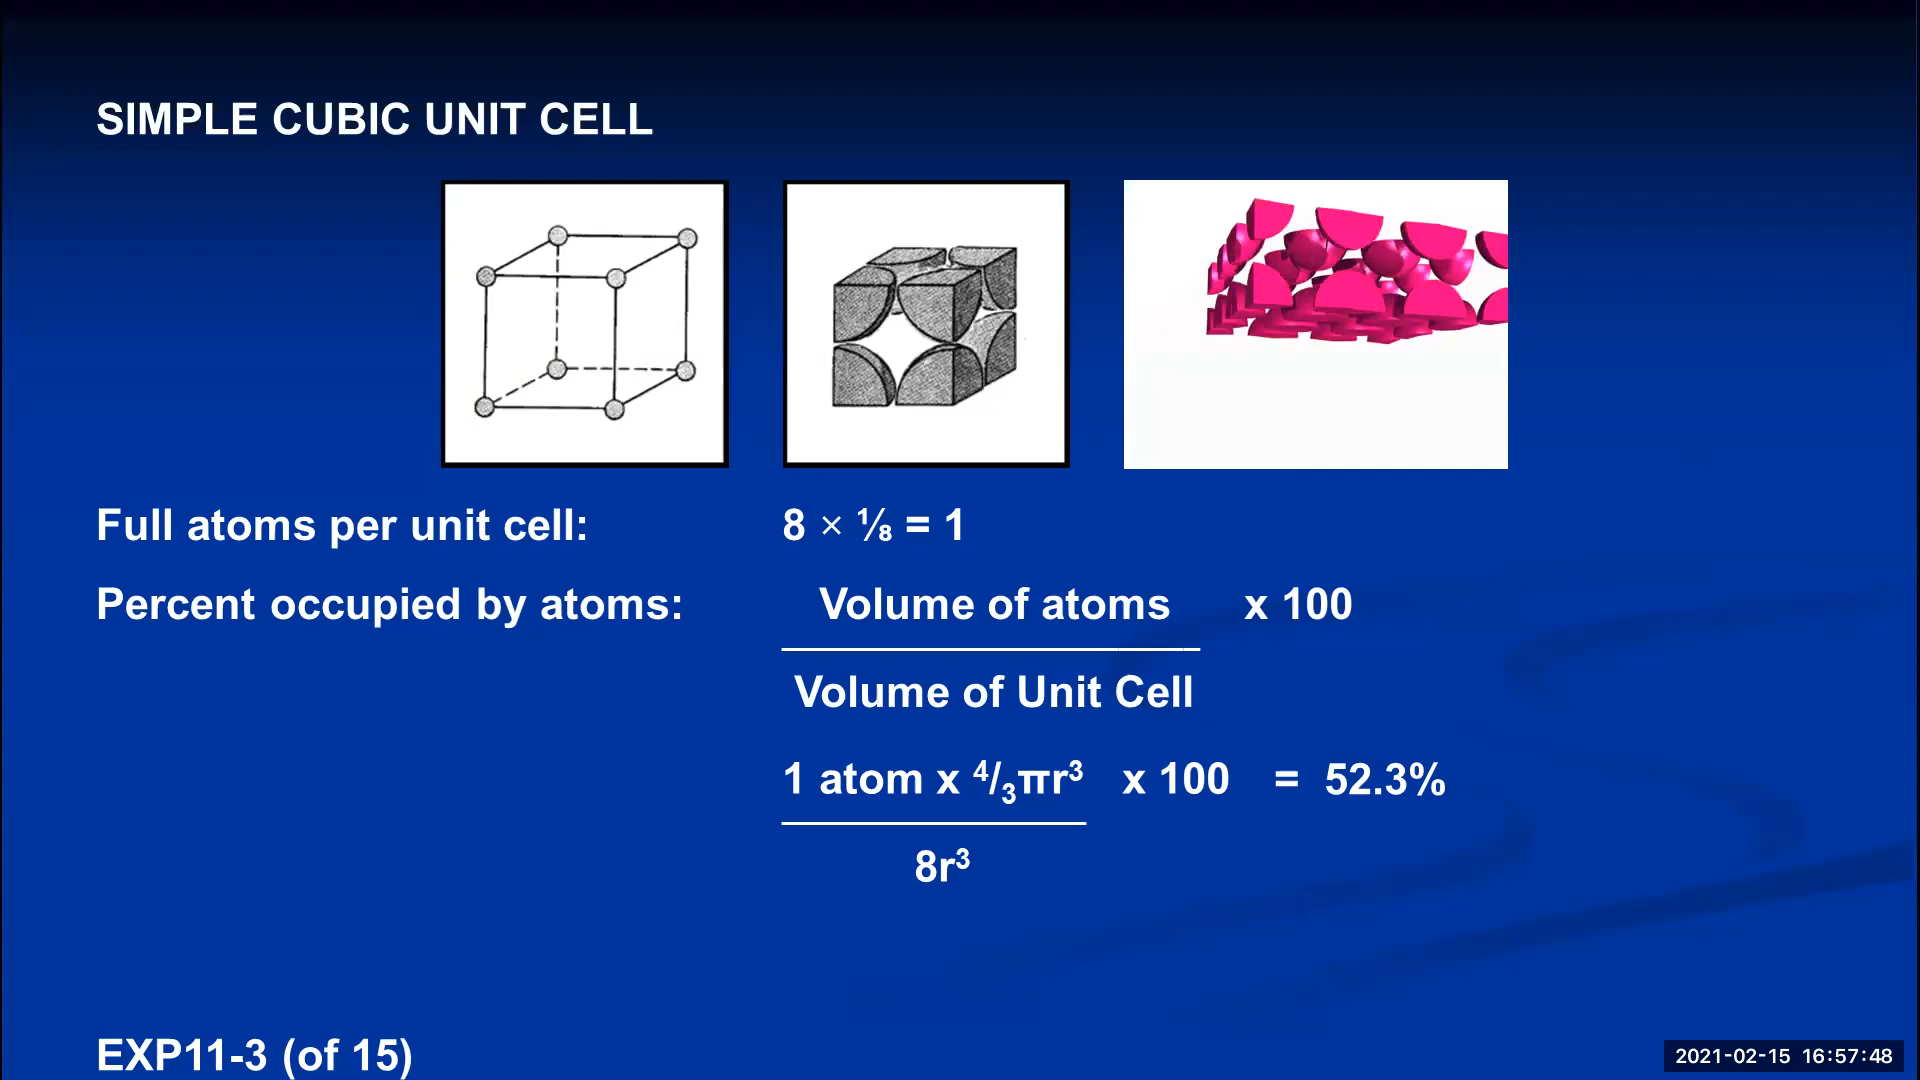 SIMPLE CUBIC UNIT CELL
Full atoms per unit cell: 8 × ⅛ = 1
Percent occupied by atoms: Volume of atoms x 100
Volume of Unit Cell
1 atom x ⁴/₃πr³ x 100 = 52.3%
8r³
EXP11-3 (of 15)
2021-02-15 16:57:48